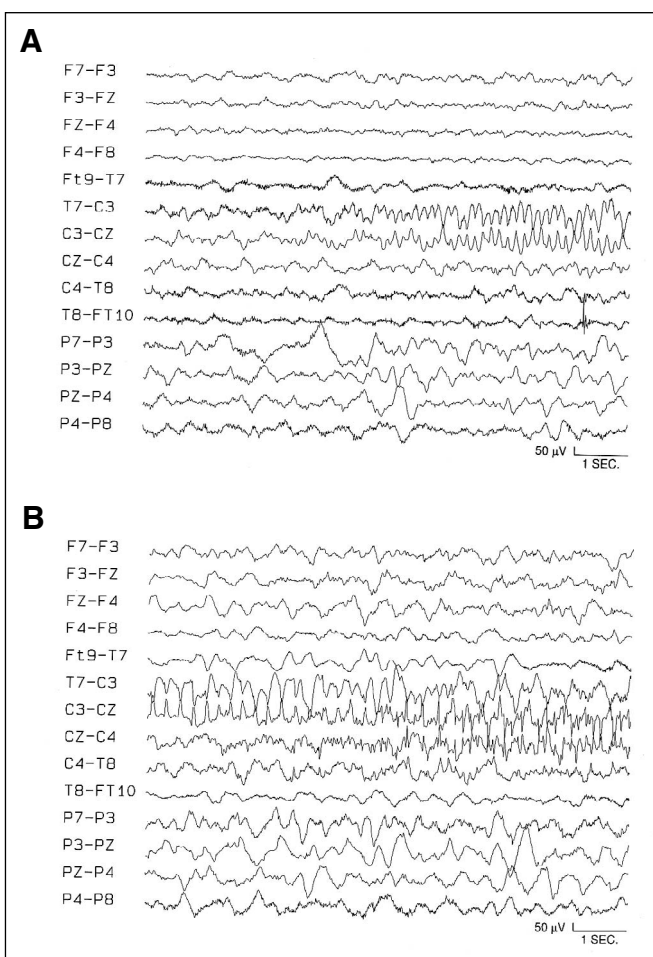 A
F7-F3
F3-FZ
FZ-F4
F4-F8
Ft9-T7
T7-C3
C3-CZ
CZ-C4
C4-T8
T8-FT10
P7-P3
P3-PZ
PZ-P4
P4-P8
50 µV
1 SEC.
B
F7-F3
F3-FZ
FZ-F4
F4-F8
Ft9-T7
T7-C3
C3-CZ
CZ-C4
C4-T8
T8-FT10
P7-P3
P3-PZ
PZ-P4
P4-P8
50 µV
1 SEC.